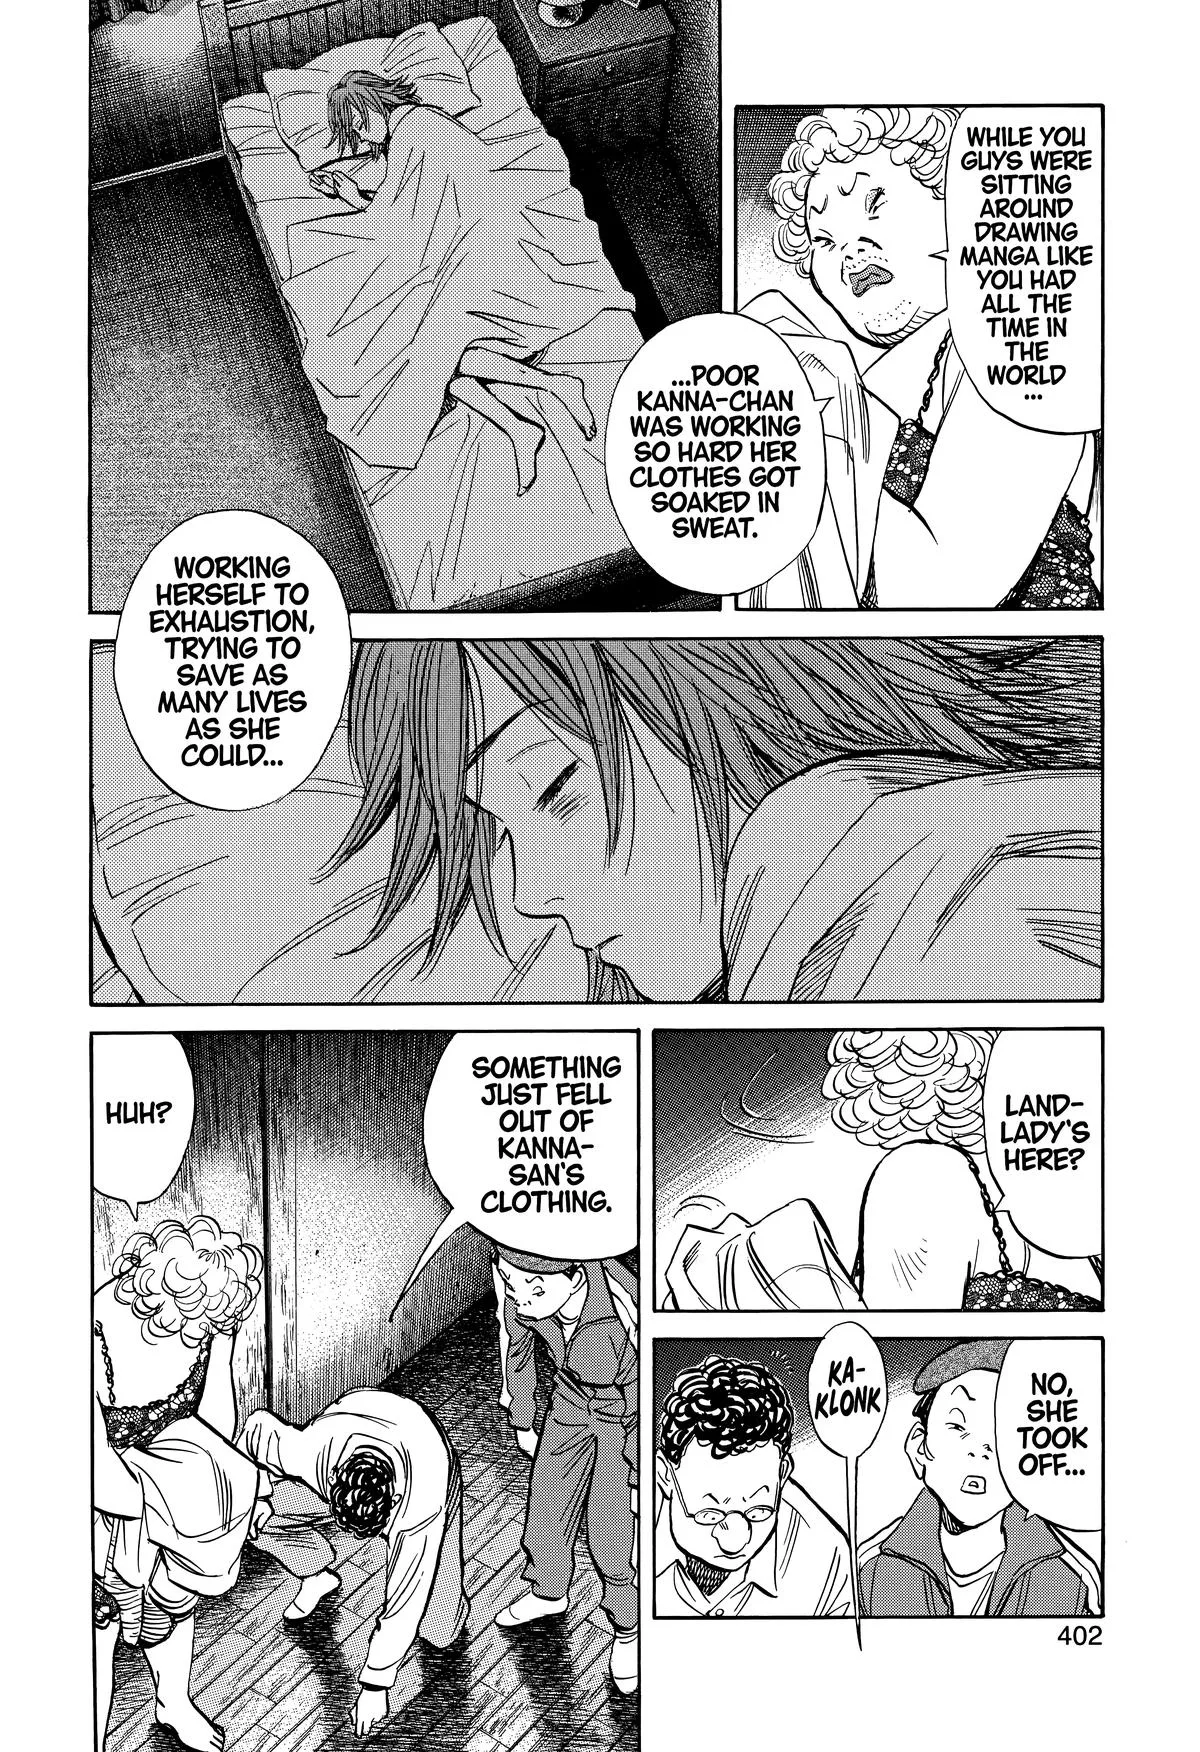 WHILE YOU
GUYS WERE
SITTING
AROUND
DRAWING
MANGA LIKE
YOU HAD
ALL THE
TIME IN
THE
WORLD
...
...POOR
KANNA-CHAN
WAS WORKING
SO HARD HER
CLOTHES GOT
SOAKED IN
SWEAT.
WORKING
HERSELF TO
EXHAUSTION,
TRYING TO
SAVE AS
MANY LIVES
AS SHE
COULD...
LAND-
LADY'S
HERE?
NO,
SHE
TOOK
OFF...
KA-
KLONK
SOMETHING
JUST FELL
OUT OF
KANNA-
SAN'S
CLOTHING.
HUH?
402